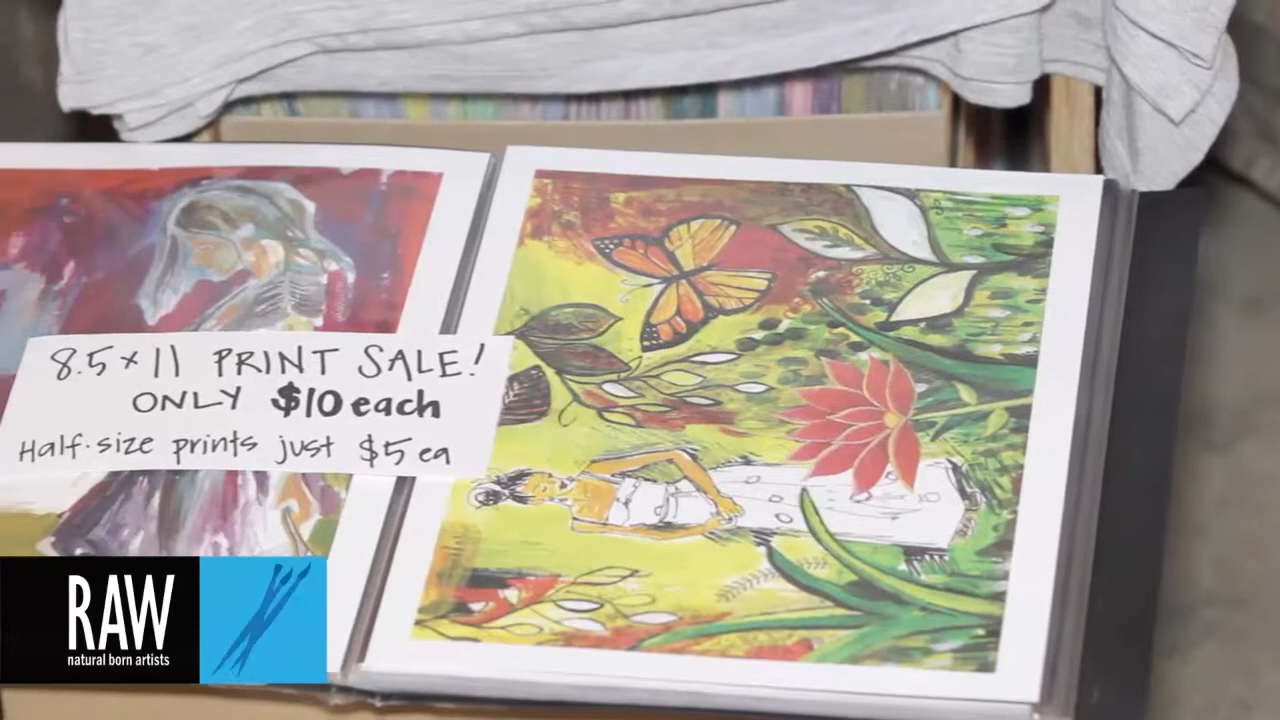 8.5 x 11 PRINT SALE!
ONLY $10 each
Half-size prints just $5 ea
RAW
natural born artists